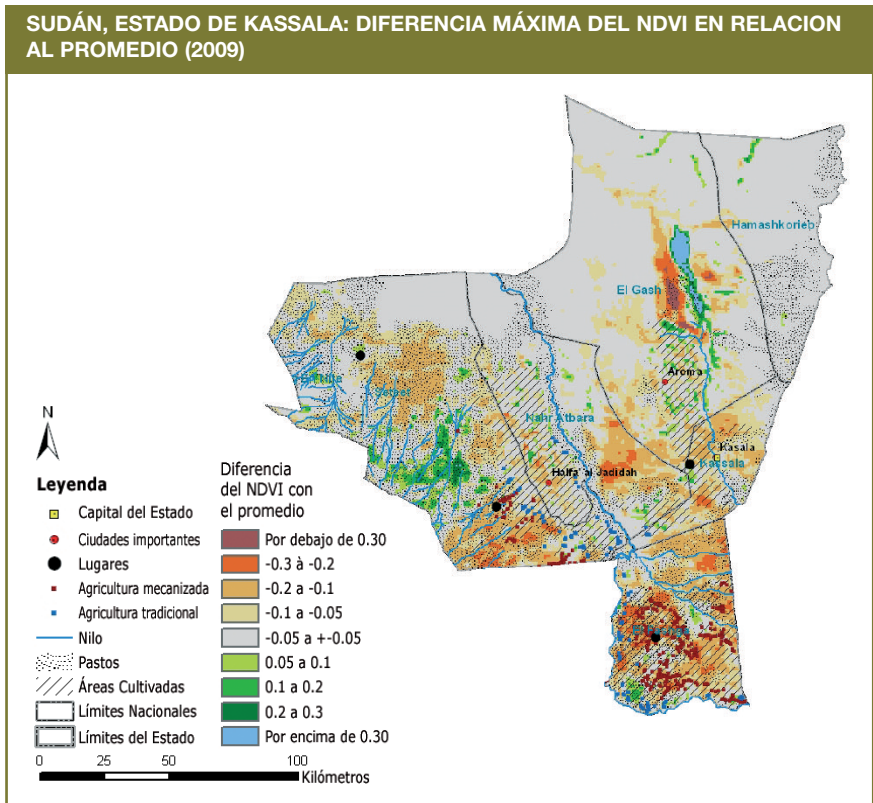 SUDÁN, ESTADO DE KASSALA: DIFERENCIA MÁXIMA DEL NDVI EN RELACION
AL PROMEDIO (2009)
Hamashkorieb
El Gash
Aroma
Nahr Atbara
Kasala
Kassala
Halfa' al Jadidah
N
Leyenda
Capital del Estado
Ciudades importantes
Lugares
Agricultura mecanizada
Agricultura tradicional
Nilo
Pastos
Áreas Cultivadas
Límites Nacionales
Límites del Estado
Diferencia
del NDVI con
el promedio
Por debajo de 0.30
-0.3 à -0.2
-0.2 a -0.1
-0.1 a -0.05
-0.05 a +-0.05
0.05 a 0.1
0.1 a 0.2
0.2 a 0.3
Por encima de 0.30
0 25 50 100
Kilómetros